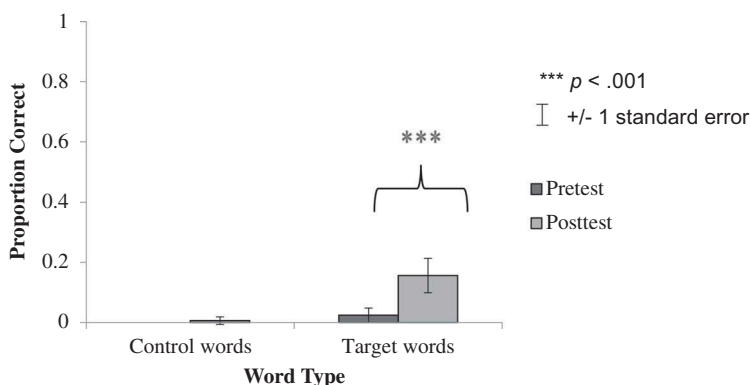 1
0.8
0.6
0.4
0.2
0
Proportion Correct
***
Control words
Target words
Word Type
*** p < .001
+/- 1 standard error
Pretest
Posttest